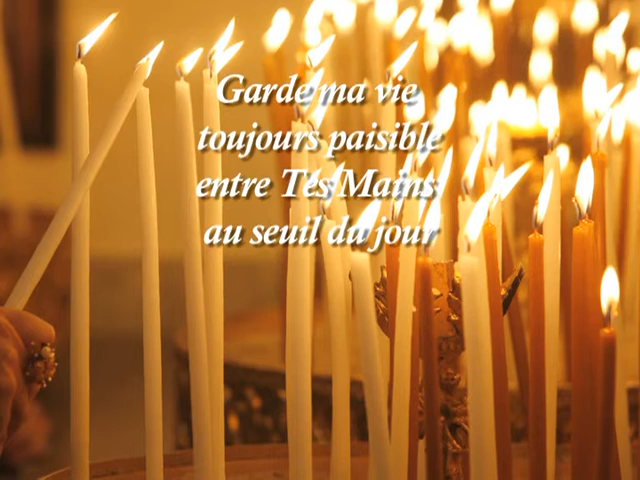 Garde ma vie
toujours paisible
entre Tes Mains
au seuil du jour